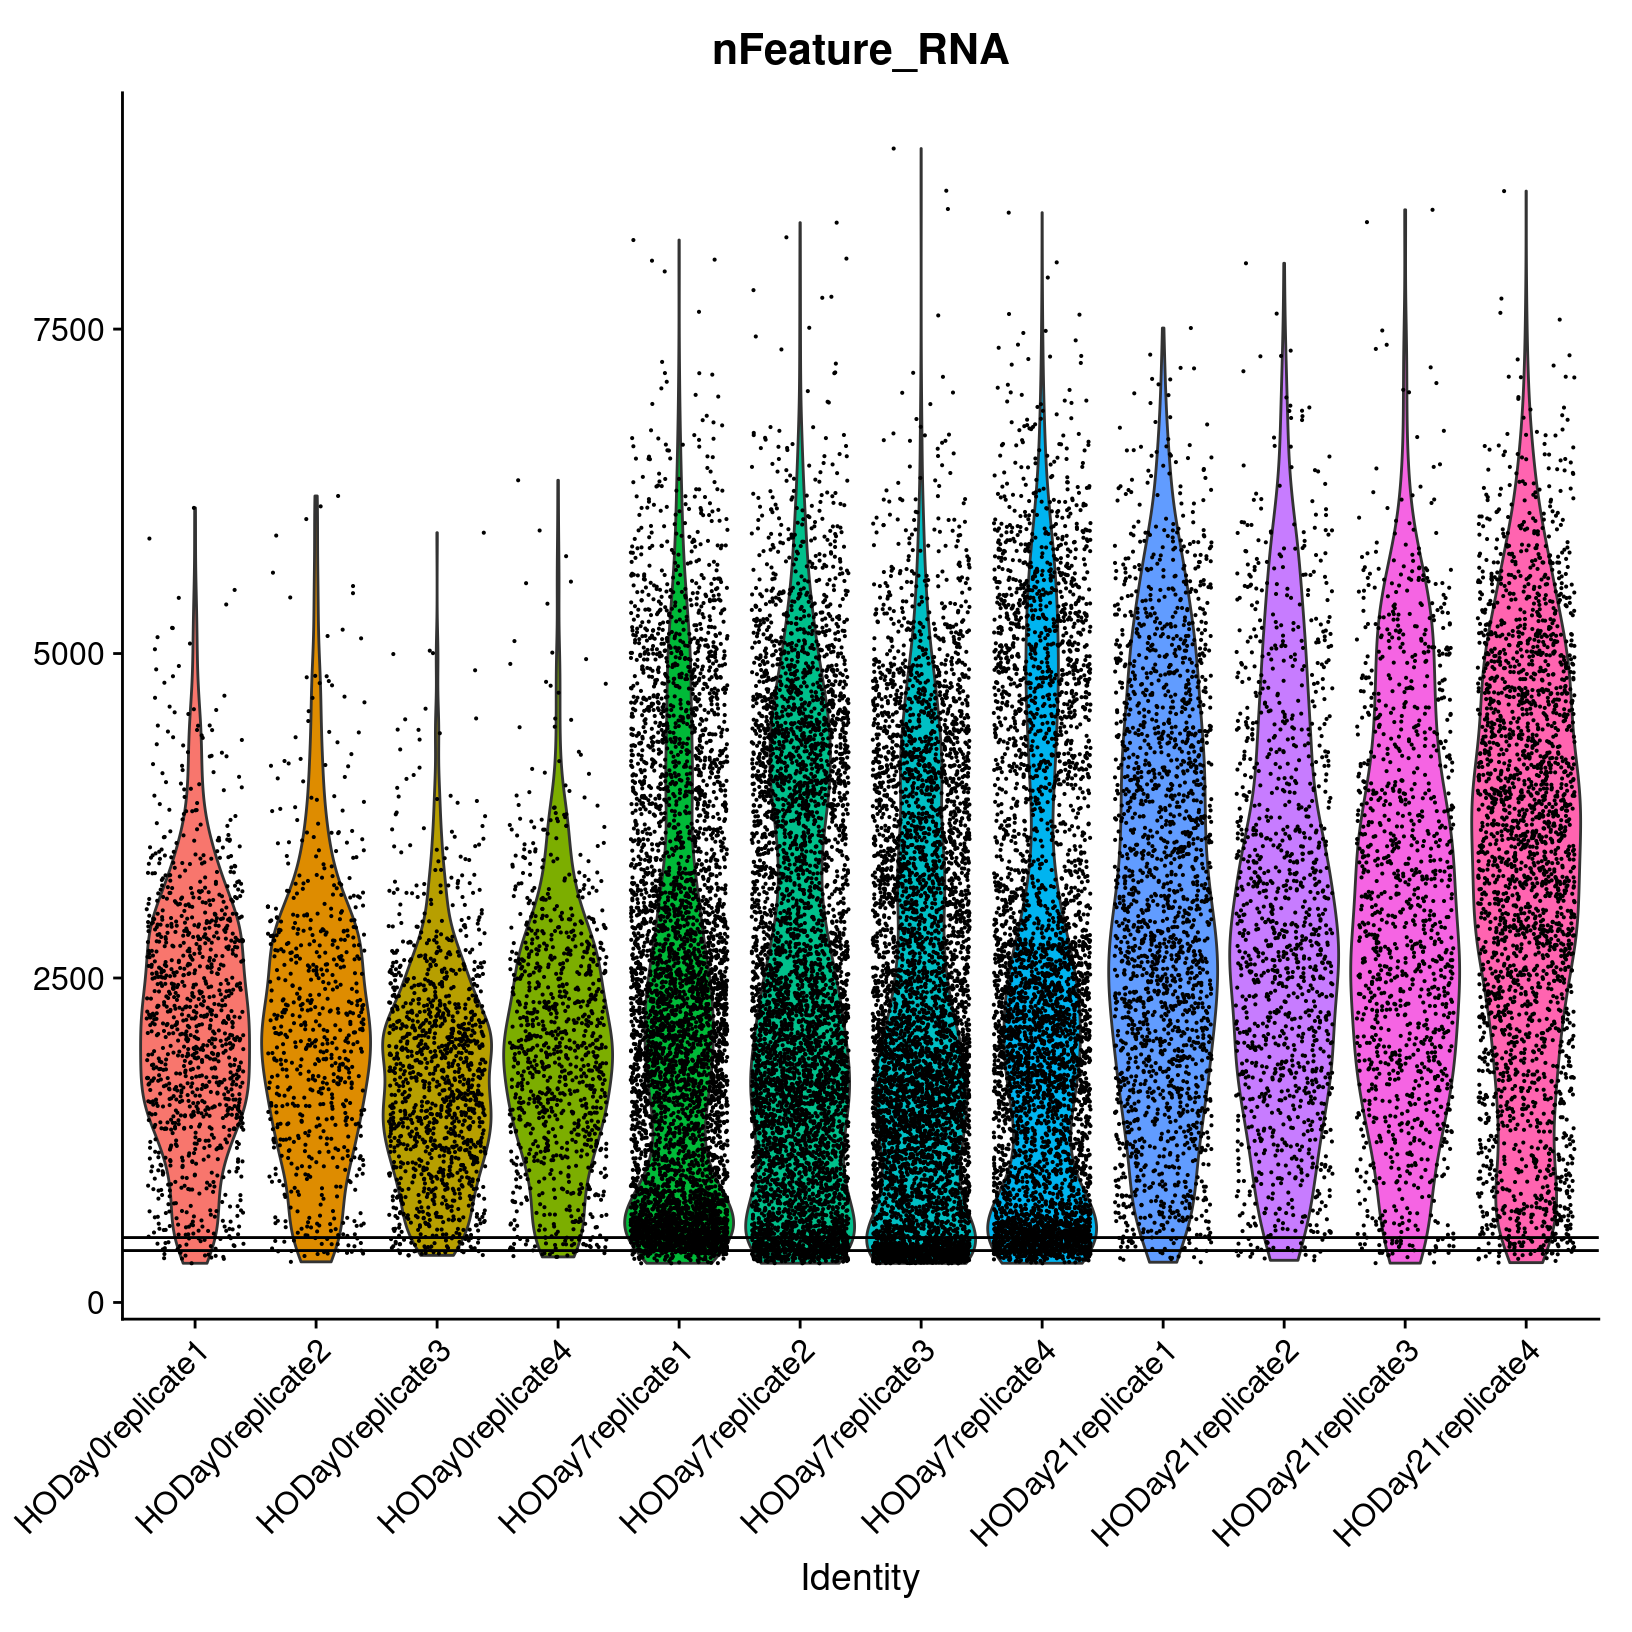 nFeature_RNA
7500
5000
2500
0
HODay0replicate1
HODay0replicate2
HODay0replicate3
HODay0replicate4
HODay7replicate1
HODay7replicate2
HODay7replicate3
HODay7replicate4
HODay21replicate1
HODay21replicate2
HODay21replicate3
HODay21replicate4
Identity